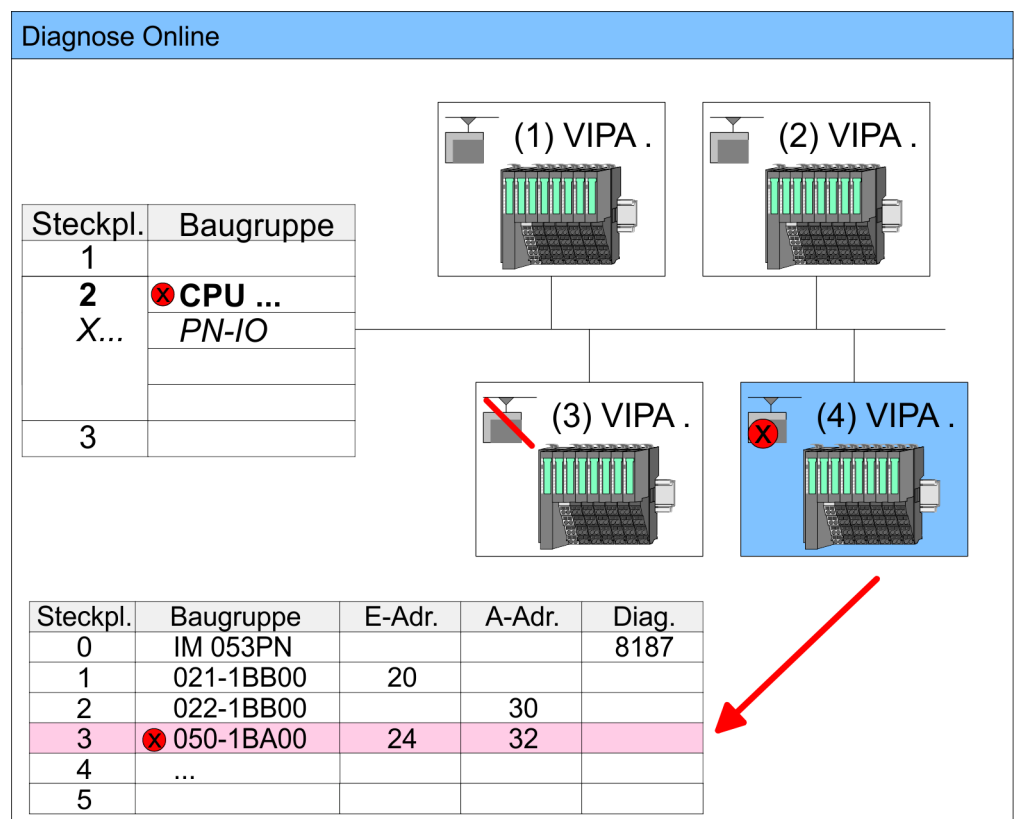 Diagnose Online
(1) VIPA .
(2) VIPA .
Steckpl. Baugruppe
1
2 X CPU ...
X... PN-IO
3
(3) VIPA .
X (4) VIPA .
Steckpl. Baugruppe E-Adr. A-Adr. Diag.
0 IM 053PN 8187
1 021-1BB00 20
2 022-1BB00 30
3 X 050-1BA00 24 32
4 ...
5